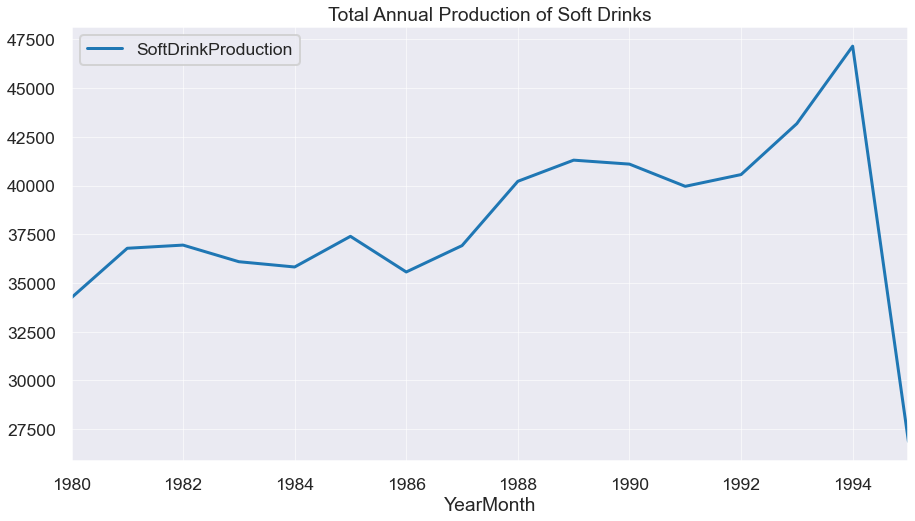 Total Annual Production of Soft Drinks
SoftDrinkProduction
47500
45000
42500
40000
37500
35000
32500
30000
27500
1980 1982 1984 1986 1988 1990 1992 1994
YearMonth